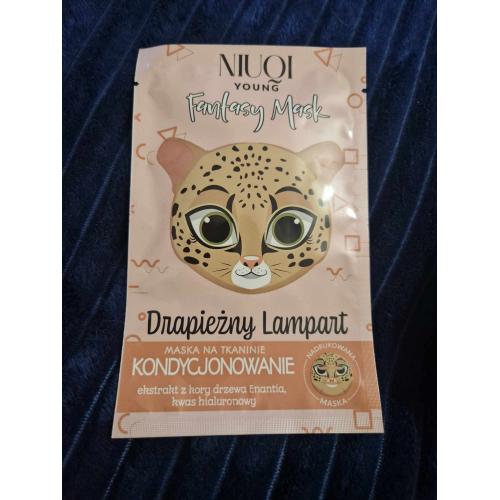 NIUQI
YOUNG
Fantasy Mask
Drapieżny Lampart
MASKA NA TKANINIE
KONDYCJONOWANIE
ekstrakt z kory drzewa Enantia,
kwas hialuronowy
NADRUKOWANA
MASKA